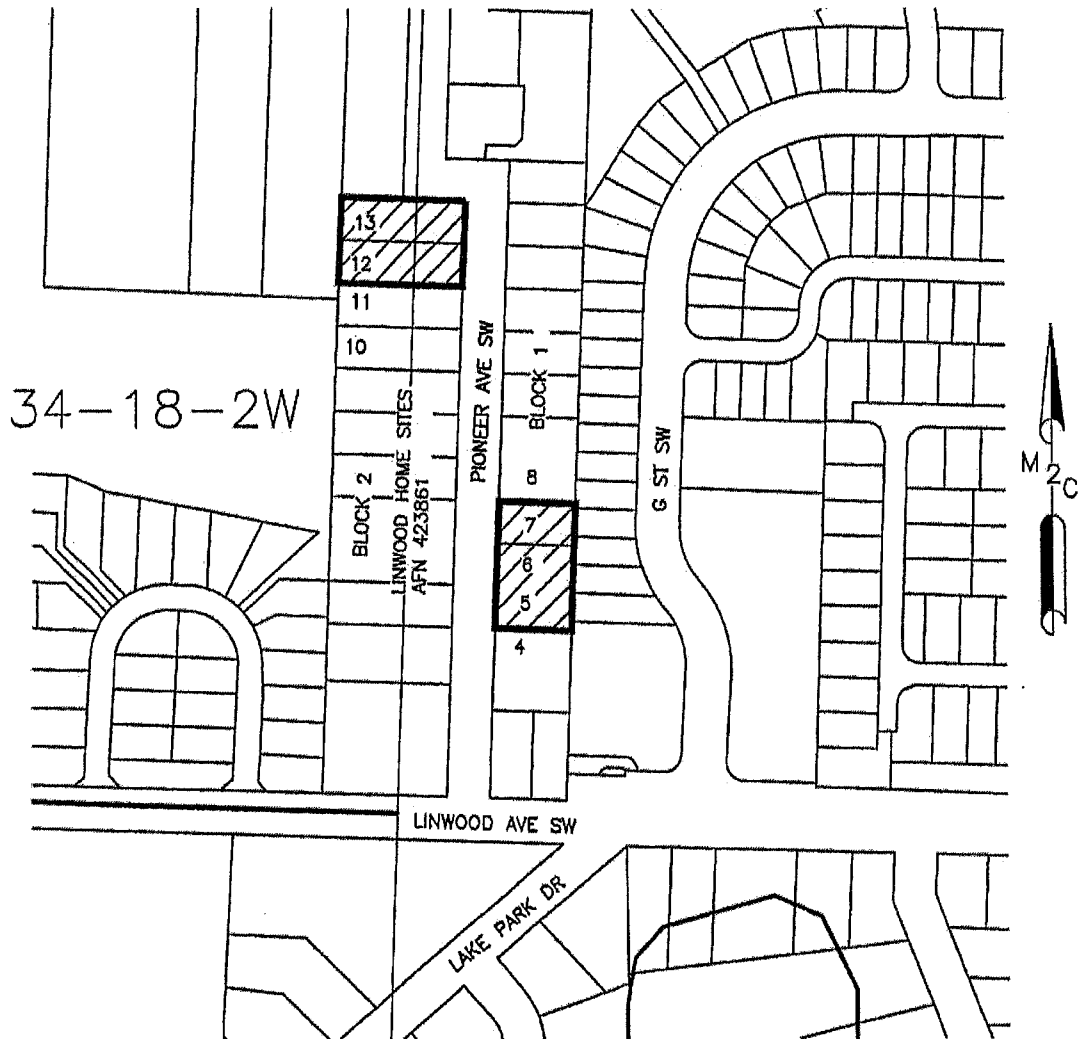 13
12
11
10
34-18-2W
PIONEER AVE SW
BLOCK 1
BLOCK 2
LINWOOD HOME SITES
AFN 423861
8
7
6
5
4
G ST SW
M2C
LINWOOD AVE SW
LAKE PARK DR